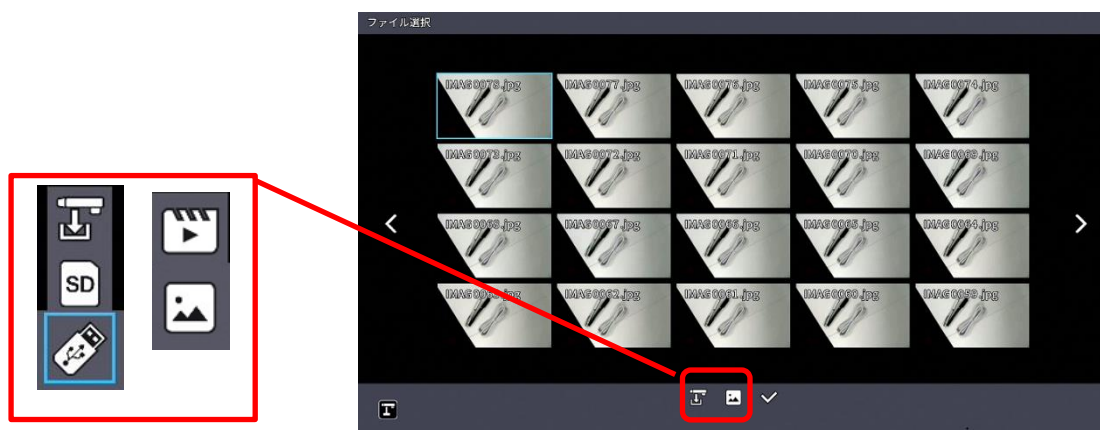 ファイル選択
IMAG0078.jpg IMAG0077.jpg IMAG0076.jpg IMAG0075.jpg IMAG0074.jpg
IMAG0073.jpg IMAG0072.jpg IMAG0071.jpg IMAG0070.jpg IMAG0069.jpg
IMAG0068.jpg IMAG0067.jpg IMAG0066.jpg IMAG0065.jpg IMAG0064.jpg
IMAG0063.jpg IMAG0062.jpg IMAG0061.jpg IMAG0060.jpg IMAG0059.jpg
SD
T